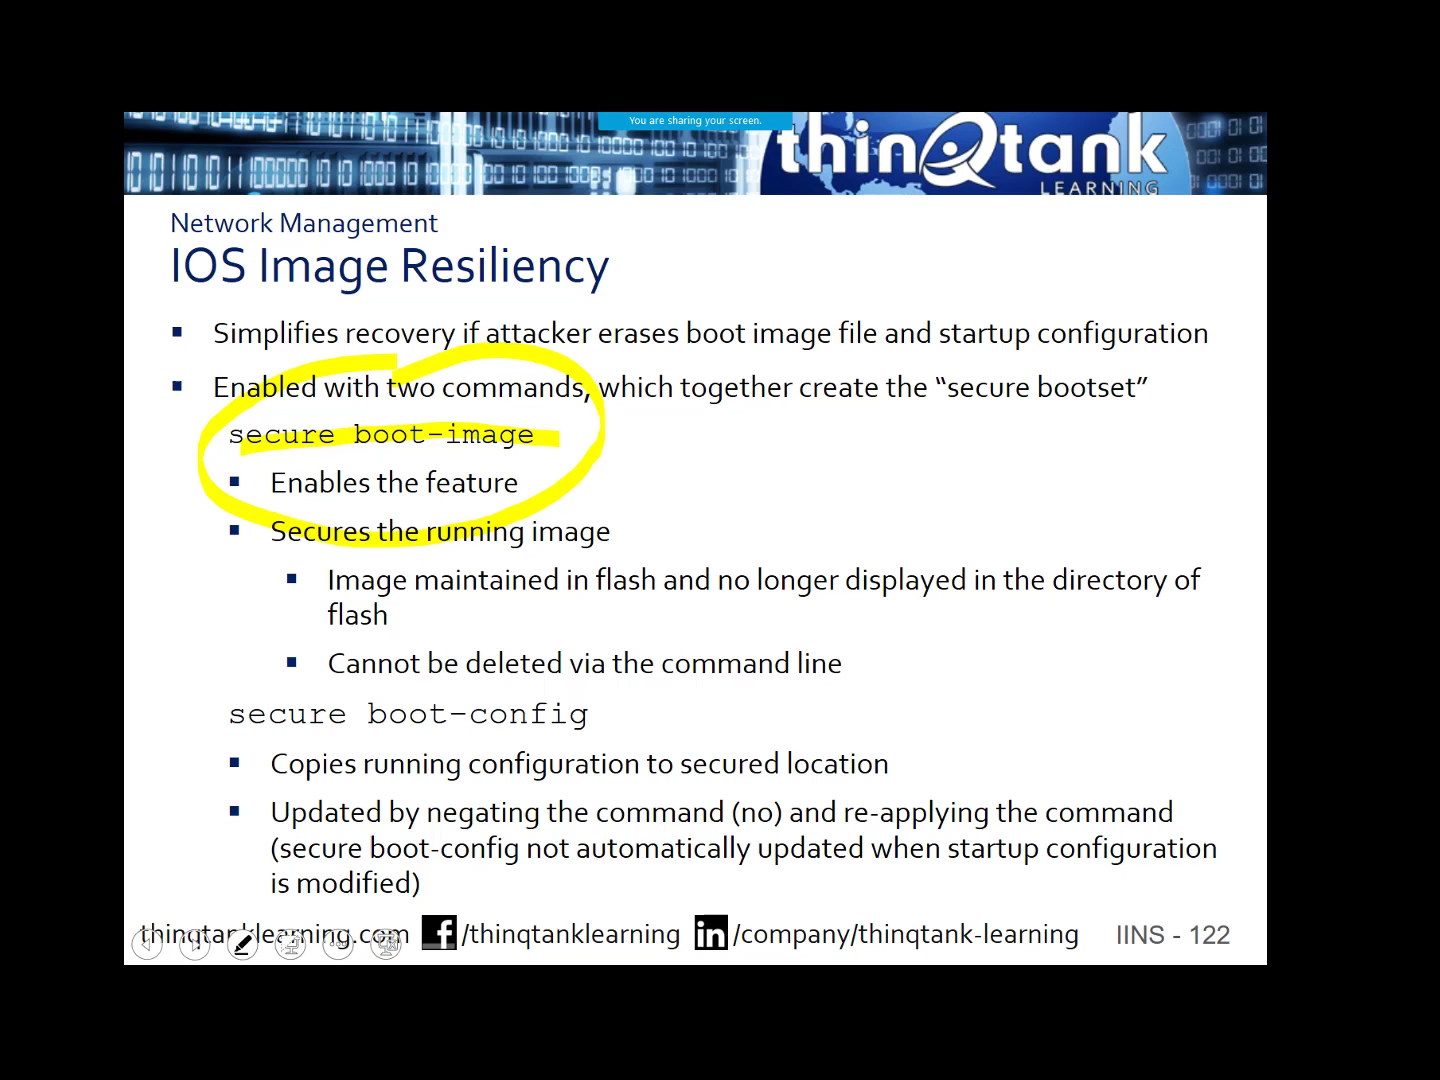 You are sharing your screen.
thinQtank
LEARNING
Network Management
IOS Image Resiliency
Simplifies recovery if attacker erases boot image file and startup configuration
Enabled with two commands, which together create the “secure bootset”
secure boot-image
Enables the feature
Secures the running image
Image maintained in flash and no longer displayed in the directory of
flash
Cannot be deleted via the command line
secure boot-config
Copies running configuration to secured location
Updated by negating the command (no) and re-applying the command
(secure boot-config not automatically updated when startup configuration
is modified)
thinqtanklearning.com f /thinqtanklearning in /company/thinqtank-learning IINS - 122